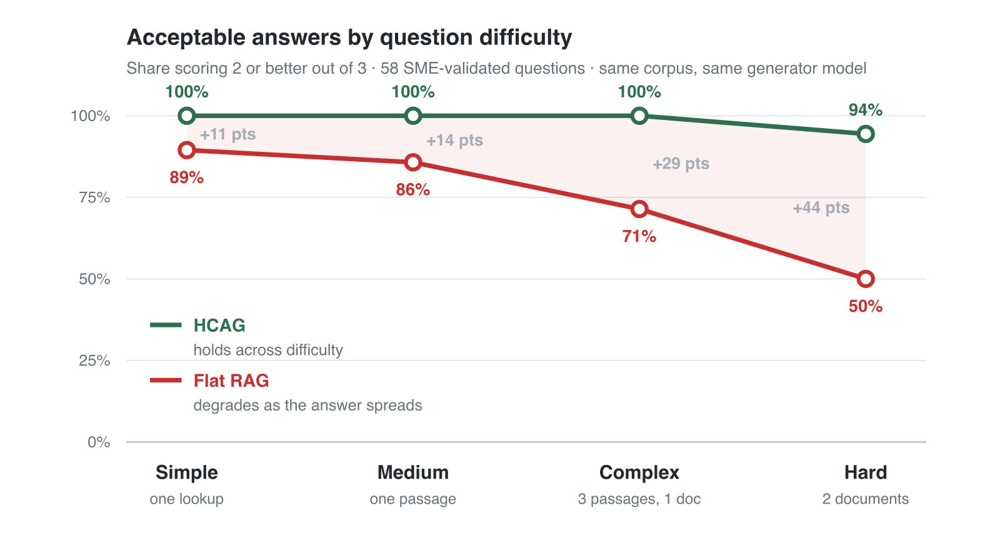 Acceptable answers by question difficulty
Share scoring 2 or better out of 3 · 58 SME-validated questions · same corpus, same generator model
100% 100% 100% 94%
100%
+11 pts +14 pts +29 pts +44 pts
89% 86% 71% 50%
75%
50%
HCAG
holds across difficulty
25%
Flat RAG
degrades as the answer spreads
0%
Simple Medium Complex Hard
one lookup one passage 3 passages, 1 doc 2 documents